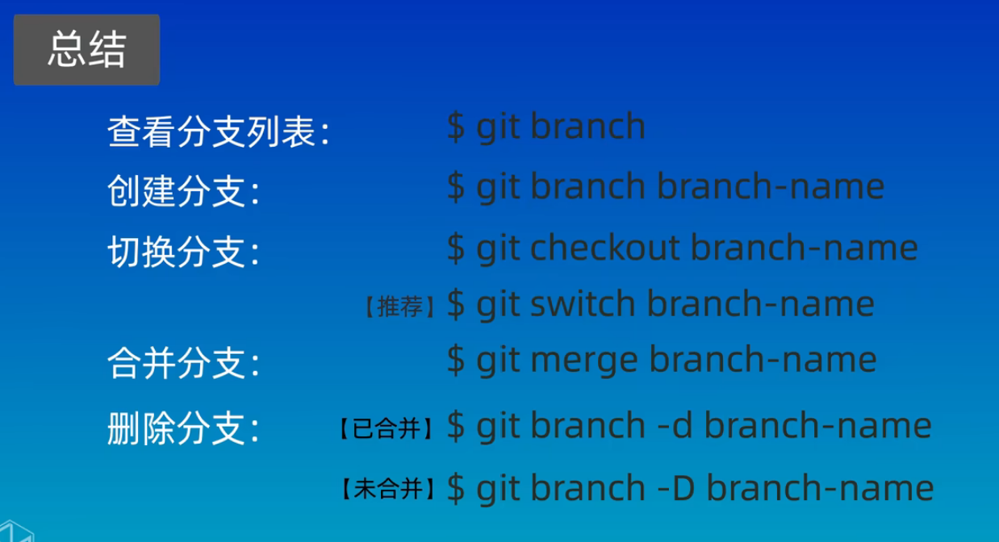 总结
查看分支列表: $ git branch
创建分支: $ git branch branch-name
切换分支: $ git checkout branch-name
【推荐】 $ git switch branch-name
合并分支: $ git merge branch-name
删除分支: 【已合并】 $ git branch -d branch-name
【未合并】 $ git branch -D branch-name